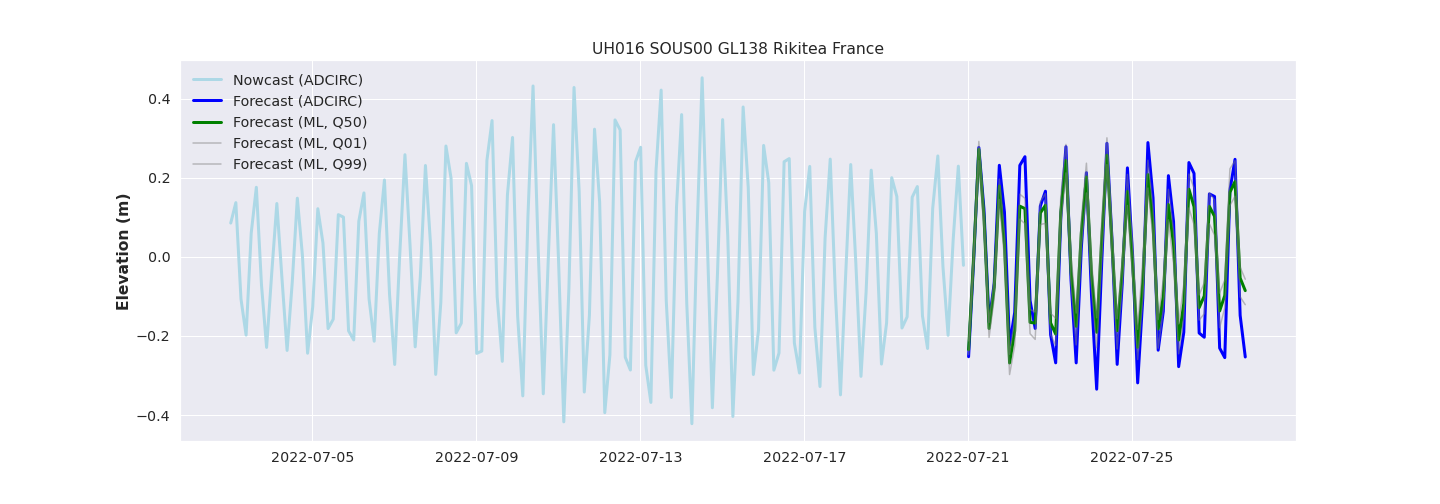 UH016 SOUS00 GL138 Rikitea France
Nowcast (ADCIRC)
Forecast (ADCIRC)
Forecast (ML, Q50)
Forecast (ML, Q01)
Forecast (ML, Q99)
Elevation (m)
0.4
0.2
0.0
−0.2
−0.4
2022-07-05
2022-07-09
2022-07-13
2022-07-17
2022-07-21
2022-07-25